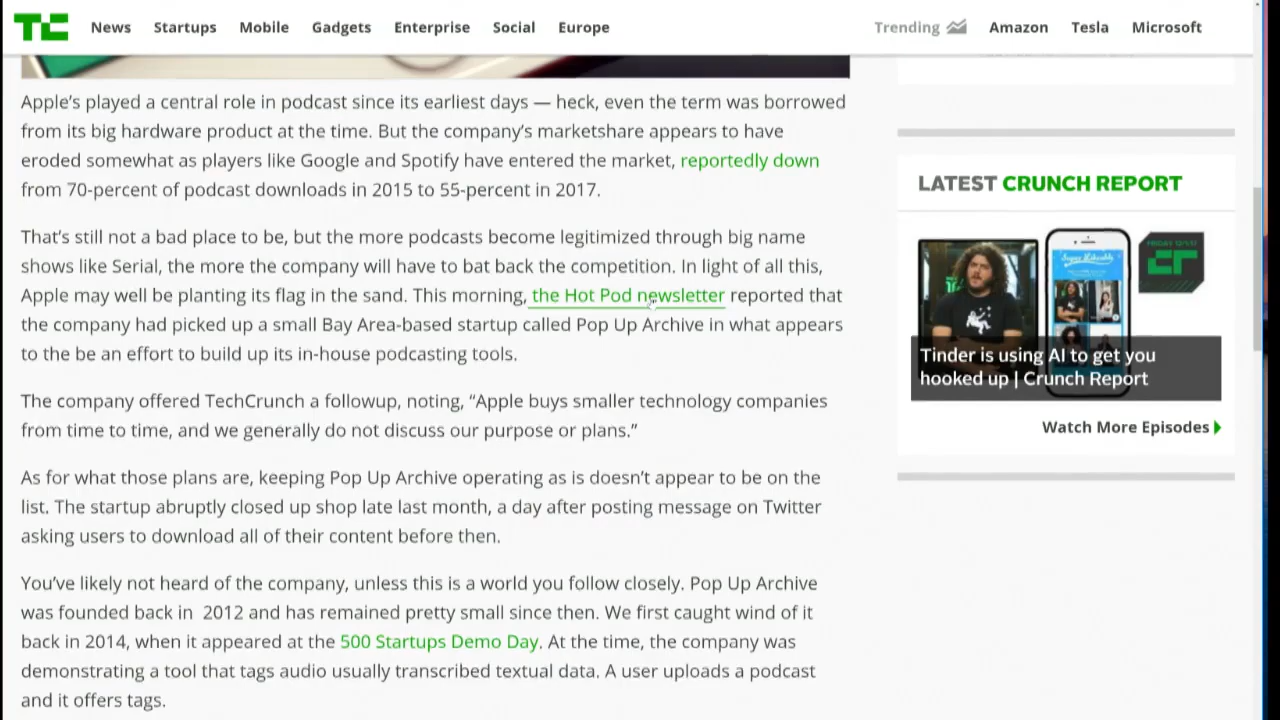 TC News Startups Mobile Gadgets Enterprise Social Europe Trending Amazon Tesla Microsoft
Apple’s played a central role in podcast since its earliest days — heck, even the term was borrowed
from its big hardware product at the time. But the company’s marketshare appears to have
eroded somewhat as players like Google and Spotify have entered the market, reportedly down
from 70-percent of podcast downloads in 2015 to 55-percent in 2017.
That’s still not a bad place to be, but the more podcasts become legitimized through big name
shows like Serial, the more the company will have to bat back the competition. In light of all this,
Apple may well be planting its flag in the sand. This morning, the Hot Pod newsletter reported that
the company had picked up a small Bay Area-based startup called Pop Up Archive in what appears
to the be an effort to build up its in-house podcasting tools.
The company offered TechCrunch a followup, noting, “Apple buys smaller technology companies
from time to time, and we generally do not discuss our purpose or plans.”
As for what those plans are, keeping Pop Up Archive operating as is doesn’t appear to be on the
list. The startup abruptly closed up shop late last month, a day after posting message on Twitter
asking users to download all of their content before then.
You’ve likely not heard of the company, unless this is a world you follow closely. Pop Up Archive
was founded back in 2012 and has remained pretty small since then. We first caught wind of it
back in 2014, when it appeared at the 500 Startups Demo Day. At the time, the company was
demonstrating a tool that tags audio usually transcribed textual data. A user uploads a podcast
and it offers tags.
LATEST CRUNCH REPORT
CR
Tinder is using AI to get you
hooked up | Crunch Report
Watch More Episodes